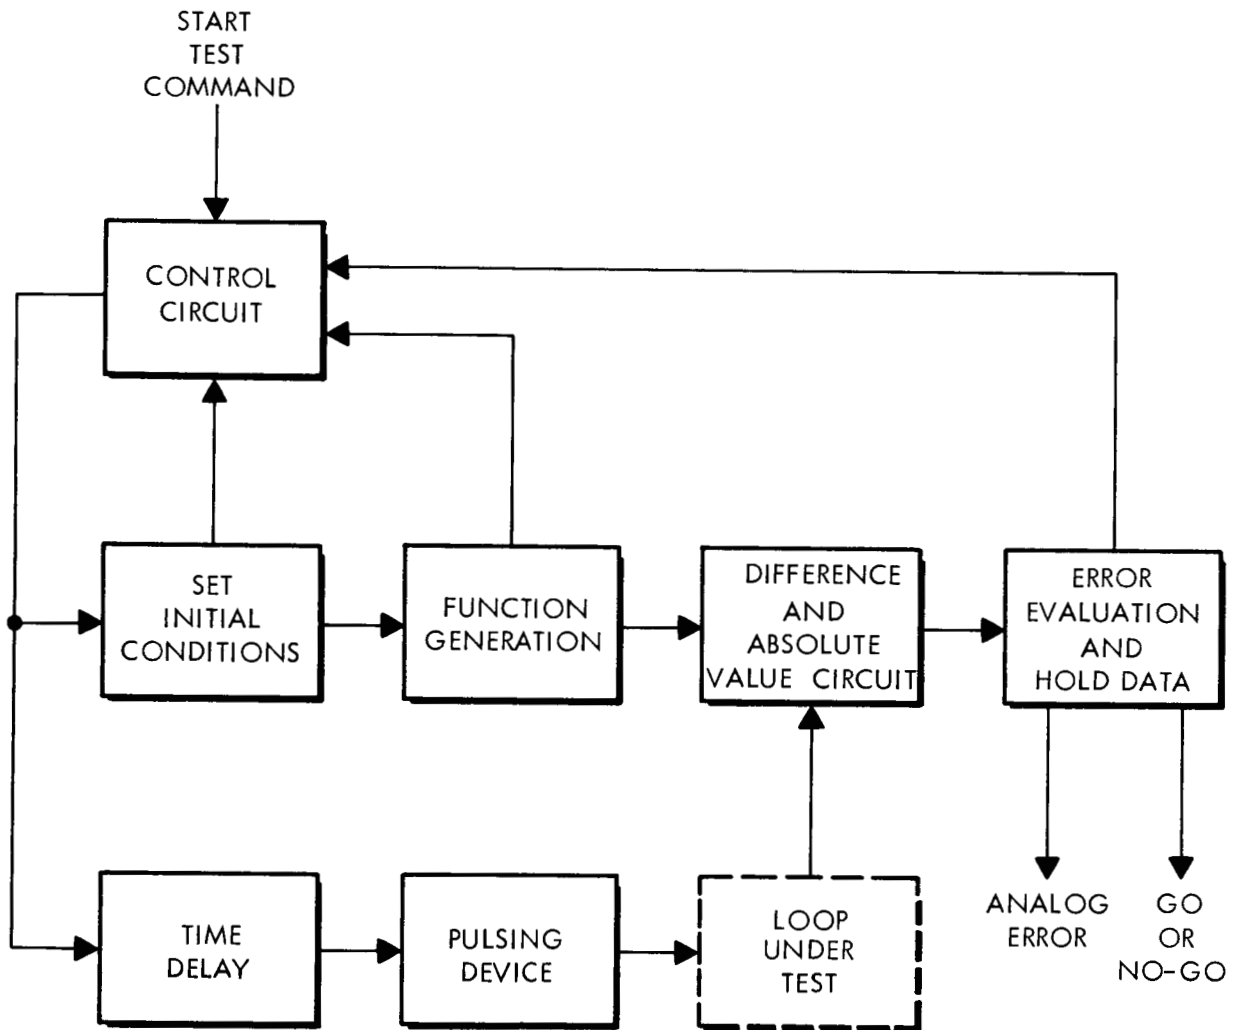 START
TEST
COMMAND
CONTROL
CIRCUIT
SET
INITIAL
CONDITIONS
FUNCTION
GENERATION
DIFFERENCE
AND
ABSOLUTE
VALUE CIRCUIT
ERROR
EVALUATION
AND
HOLD DATA
TIME
DELAY
PULSING
DEVICE
LOOP
UNDER
TEST
ANALOG
ERROR
GO
OR
NO-GO